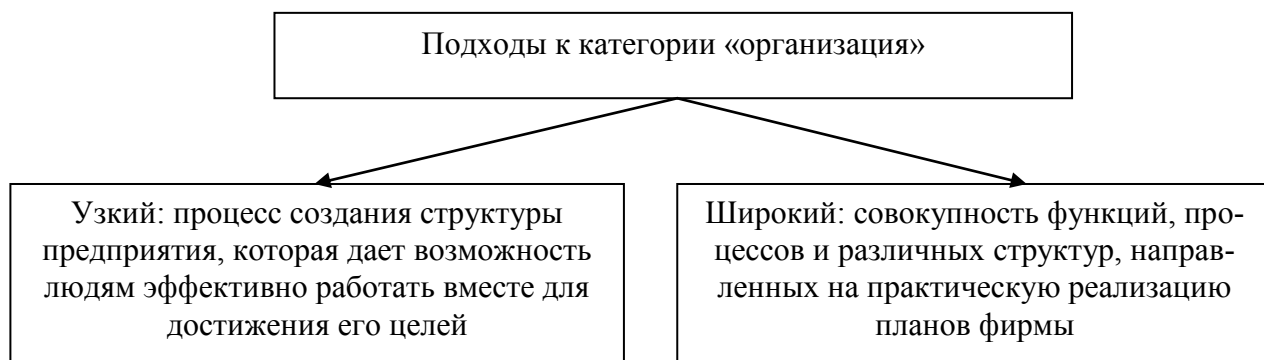 Подходы к категории «организация»
Узкий: процесс создания структуры
предприятия, которая дает возможность
людям эффективно работать вместе для
достижения его целей
Широкий: совокупность функций, про-
цессов и различных структур, направ-
ленных на практическую реализацию
планов фирмы